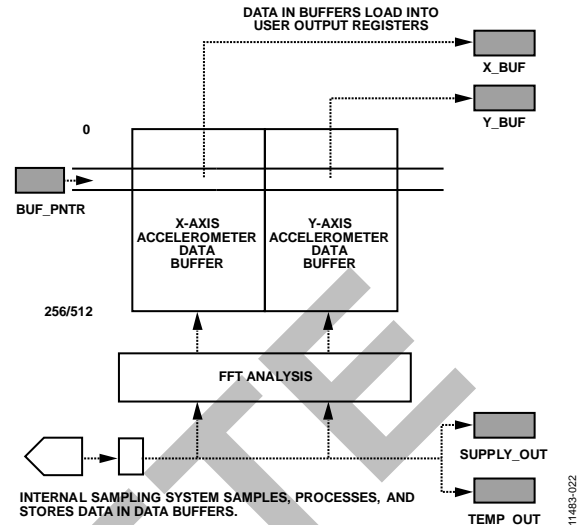 DATA IN BUFFERS LOAD INTO
USER OUTPUT REGISTERS
X_BUF
Y_BUF
0
BUF_PNTR
X-AXIS
ACCELEROMETER
DATA
BUFFER
Y-AXIS
ACCELEROMETER
DATA
BUFFER
256/512
FFT ANALYSIS
SUPPLY_OUT
INTERNAL SAMPLING SYSTEM SAMPLES, PROCESSES, AND
STORES DATA IN DATA BUFFERS.
TEMP_OUT
11483-022
TE